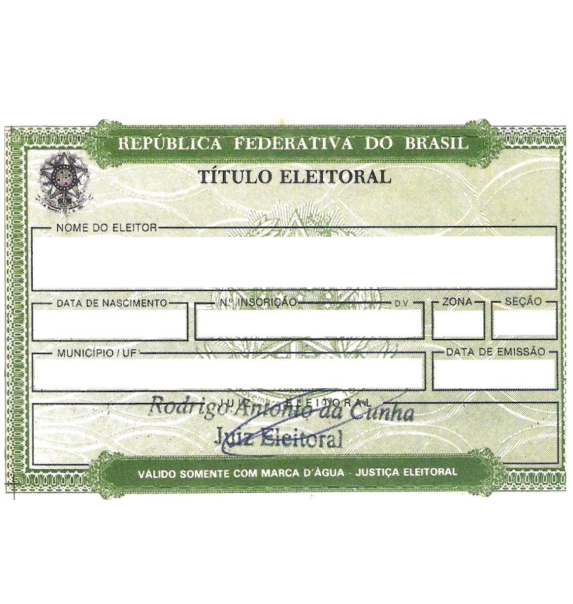 REPÚBLICA FEDERATIVA DO BRASIL
TÍTULO ELEITORAL
NOME DO ELEITOR
DATA DE NASCIMENTO N.º INSCRIÇÃO D.V. ZONA SEÇÃO
MUNICÍPIO / UF DATA DE EMISSÃO
JUIZ ELEITORAL
Rodrigo Antonio da Cunha
Juiz Eleitoral
VÁLIDO SOMENTE COM MARCA D'ÁGUA - JUSTIÇA ELEITORAL